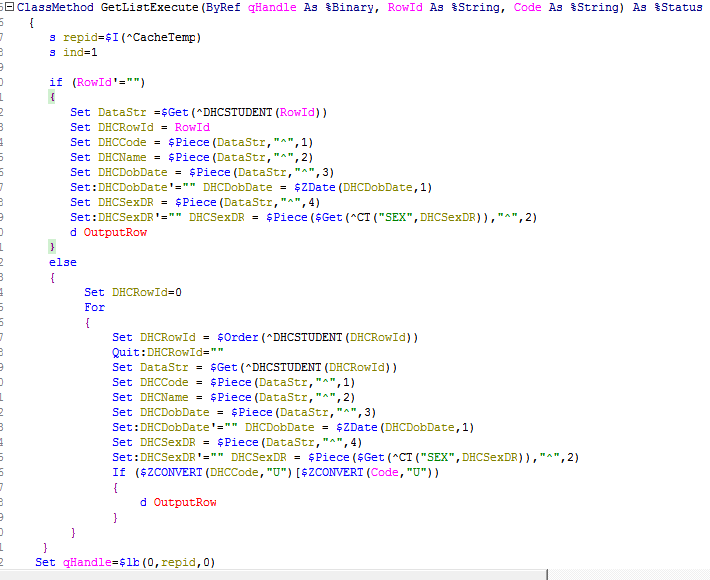 ClassMethod GetListExecute(ByRef qHandle As %Binary, RowId As %String, Code As %String) As %Status
{
s repid=$I(^CacheTemp)
s ind=1
if (RowId'="")
{
Set DataStr =$Get(^DHCSTUDENT(RowId))
Set DHCRowId = RowId
Set DHCCode = $Piece(DataStr,"^",1)
Set DHCName = $Piece(DataStr,"^",2)
Set DHCDobDate = $Piece(DataStr,"^",3)
Set:DHCDobDate'="" DHCDobDate = $ZDate(DHCDobDate,1)
Set DHCSexDR = $Piece(DataStr,"^",4)
Set:DHCSexDR'="" DHCSexDR = $Piece($Get(^CT("SEX",DHCSexDR)),"^",2)
d OutputRow
}
else
{
Set DHCRowId=0
For
{
Set DHCRowId = $Order(^DHCSTUDENT(DHCRowId))
Quit:DHCRowId=""
Set DataStr = $Get(^DHCSTUDENT(DHCRowId))
Set DHCCode = $Piece(DataStr,"^",1)
Set DHCName = $Piece(DataStr,"^",2)
Set DHCDobDate = $Piece(DataStr,"^",3)
Set:DHCDobDate'="" DHCDobDate = $ZDate(DHCDobDate,1)
Set DHCSexDR = $Piece(DataStr,"^",4)
Set:DHCSexDR'="" DHCSexDR = $Piece($Get(^CT("SEX",DHCSexDR)),"^",2)
If ($ZCONVERT(DHCCode,"U")[$ZCONVERT(Code,"U"))
{
d OutputRow
}
}
}
Set qHandle=$lb(0,repid,0)